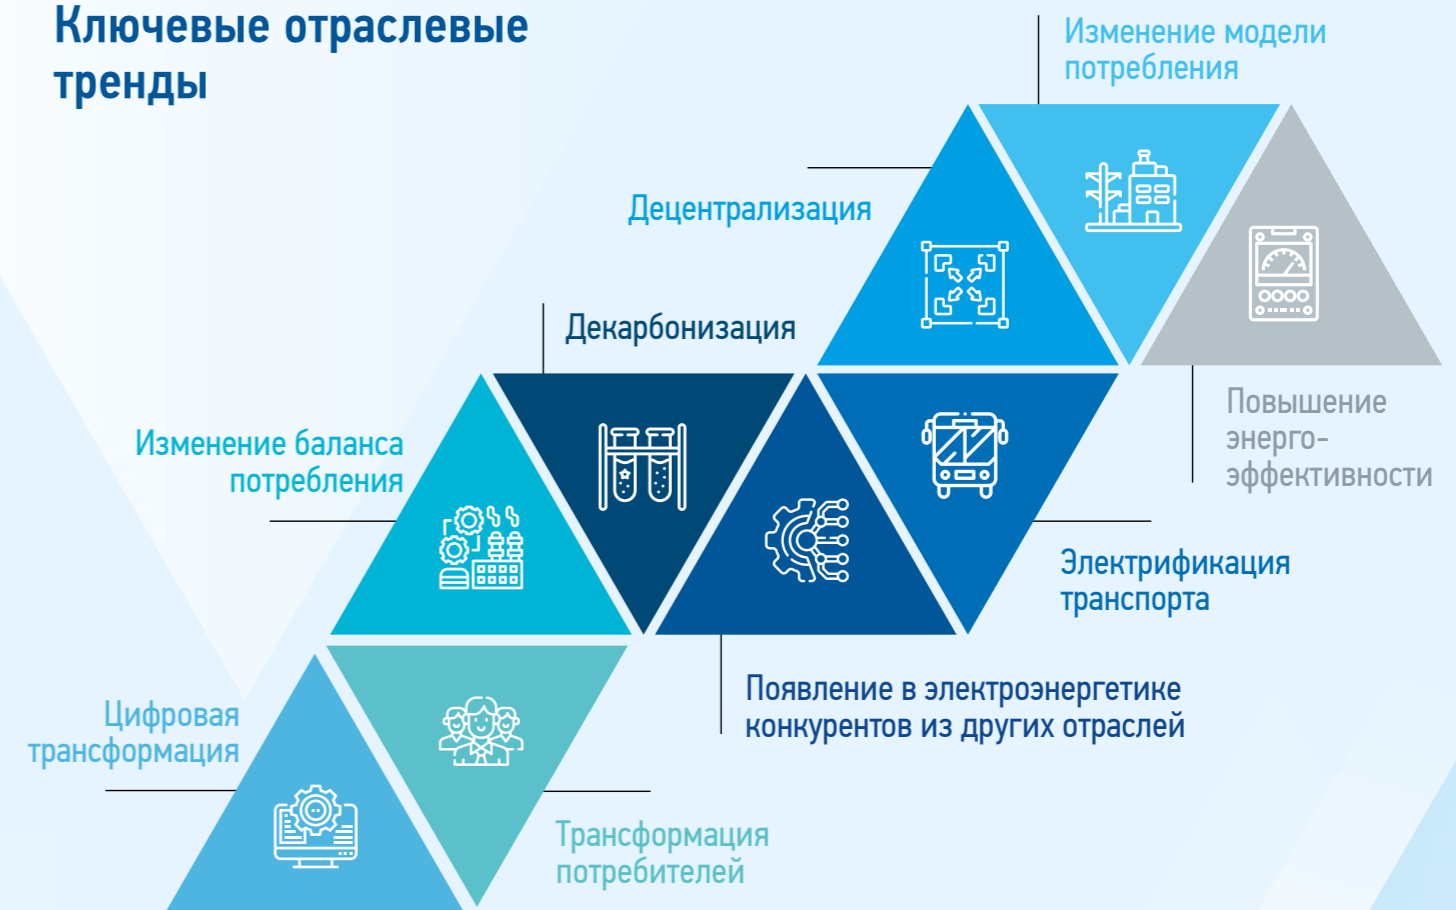 Ключевые отраслевые
тренды
Изменение модели
потребления
Децентрализация
Декарбонизация
Повышение
энерго-
эффективности
Изменение баланса
потребления
Электрификация
транспорта
Появление в электроэнергетике
конкурентов из других отраслей
Цифровая
трансформация
Трансформация
потребителей